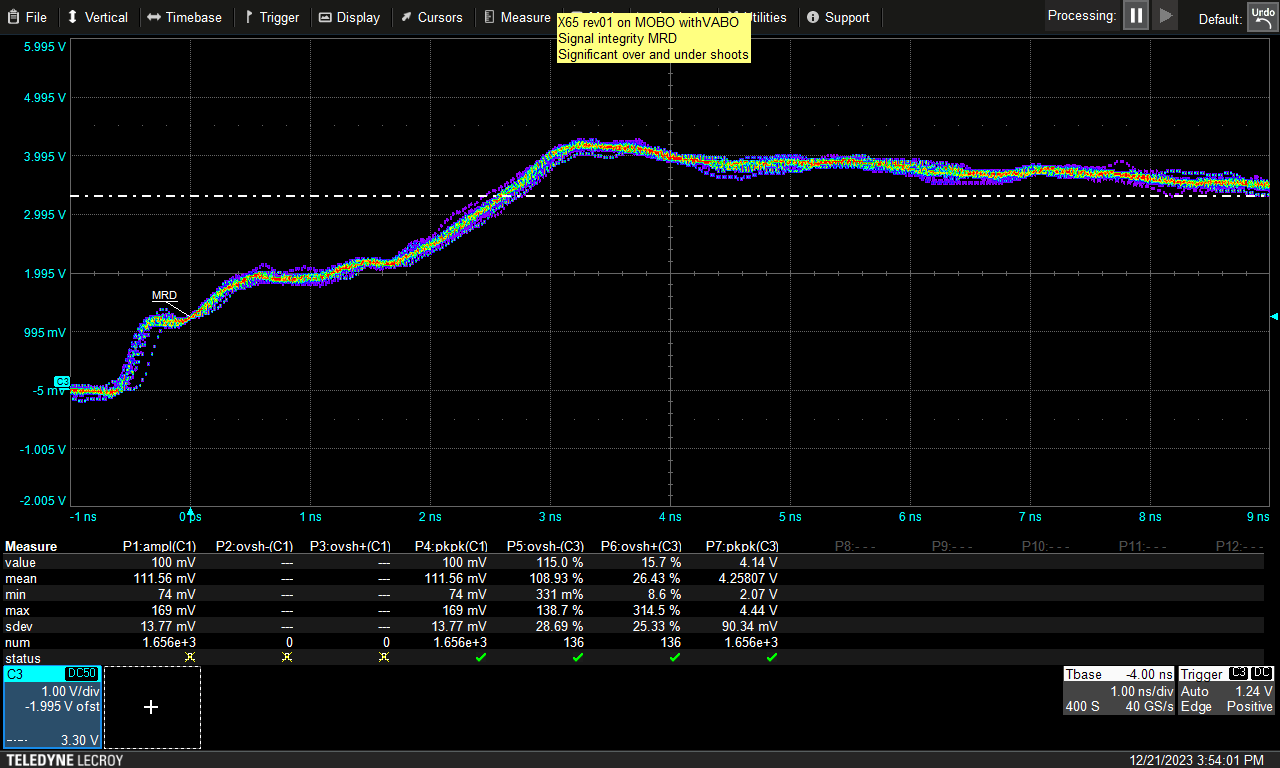 File Vertical Timebase Trigger Display Cursors Measure Utilities Support Processing: Default: Undo
X65 rev01 on MOBO withVABO
Signal integrity MRD
Significant over and under shoots
5.995 V
4.995 V
3.995 V
2.995 V
1.995 V
MRD
995 mV
C3
-5 mV
-1.005 V
-2.005 V
-1 ns 0 ps 1 ns 2 ns 3 ns 4 ns 5 ns 6 ns 7 ns 8 ns 9 ns
Measure P1:ampl(C1) P2:ovsh-(C1) P3:ovsh+(C1) P4:pkpk(C1) P5:ovsh-(C3) P6:ovsh+(C3) P7:pkpk(C3) P8:- - - P9:- - - P10:- - - P11:- - - P12:- - -
value 100 mV --- --- 100 mV 115.0 % 15.7 % 4.14 V
mean 111.56 mV --- --- 111.56 mV 108.93 % 26.43 % 4.25807 V
min 74 mV --- --- 74 mV 331 m% 8.6 % 2.07 V
max 169 mV --- --- 169 mV 138.7 % 314.5 % 4.44 V
sdev 13.77 mV --- --- 13.77 mV 28.69 % 25.33 % 90.34 mV
num 1.656e+3 0 0 1.656e+3 136 136 1.656e+3
status
C3 DC50
1.00 V/div
-1.995 V ofst
3.30 V
+
Tbase -4.00 ns
1.00 ns/div
400 S 40 GS/s
Trigger C3 DC
Auto 1.24 V
Edge Positive
TELEDYNE LECROY
12/21/2023 3:54:01 PM